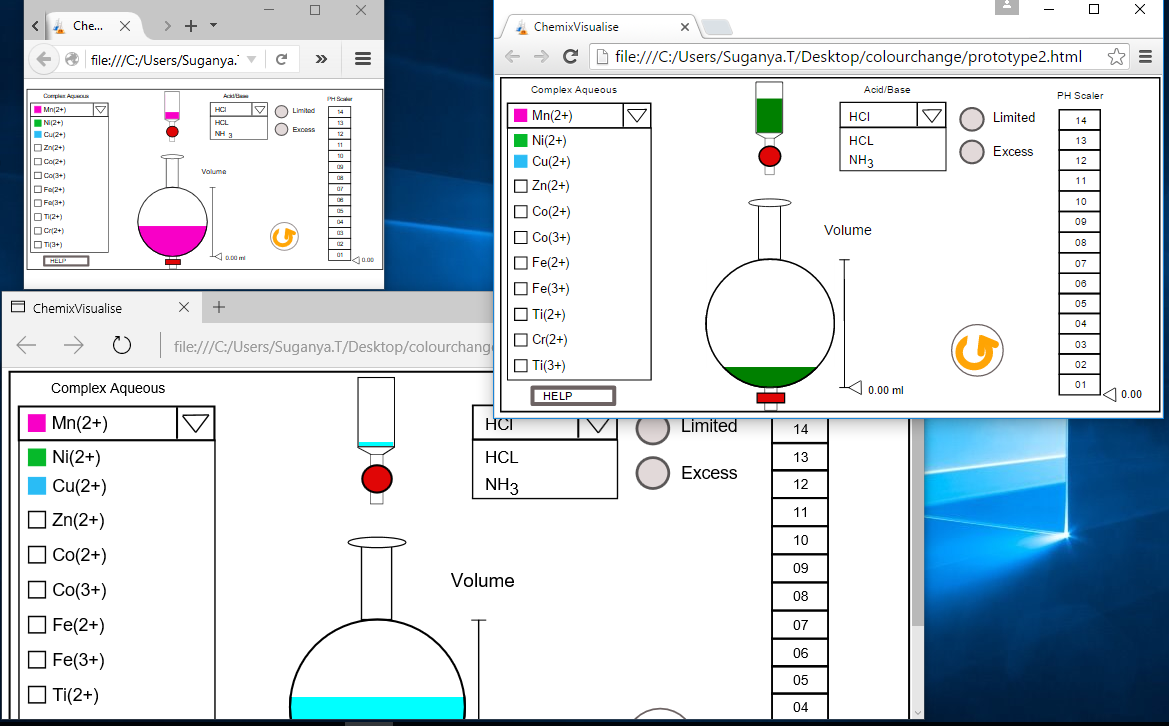 Che...
file:///C:/Users/Suganya.T
Complex Aqueous
Mn(2+)
Ni(2+)
Cu(2+)
Zn(2+)
Co(2+)
Co(3+)
Fe(2+)
Fe(3+)
Ti(2+)
Cr(2+)
Ti(3+)
HELP
Volume
0.00 ml
Acid/Base
HCl
HCL
NH3
Limited
Excess
PH Scaler
14
13
12
11
10
09
08
07
06
05
04
03
02
01
0.00
ChemixVisualise
file:///C:/Users/Suganya.T/Desktop/colourchange/prototype2.html
Complex Aqueous
Mn(2+)
Ni(2+)
Cu(2+)
Zn(2+)
Co(2+)
Co(3+)
Fe(2+)
Fe(3+)
Ti(2+)
Cr(2+)
Ti(3+)
HELP
Volume
0.00 ml
Acid/Base
HCl
HCL
NH3
Limited
Excess
PH Scaler
14
13
12
11
10
09
08
07
06
05
04
03
02
01
0.00
ChemixVisualise
file:///C:/Users/Suganya.T/Desktop/colourchang
Complex Aqueous
Mn(2+)
Ni(2+)
Cu(2+)
Zn(2+)
Co(2+)
Co(3+)
Fe(2+)
Fe(3+)
Ti(2+)
Volume
HCl
HCL
NH3
Limited
Excess
14
13
12
11
10
09
08
07
06
05
04